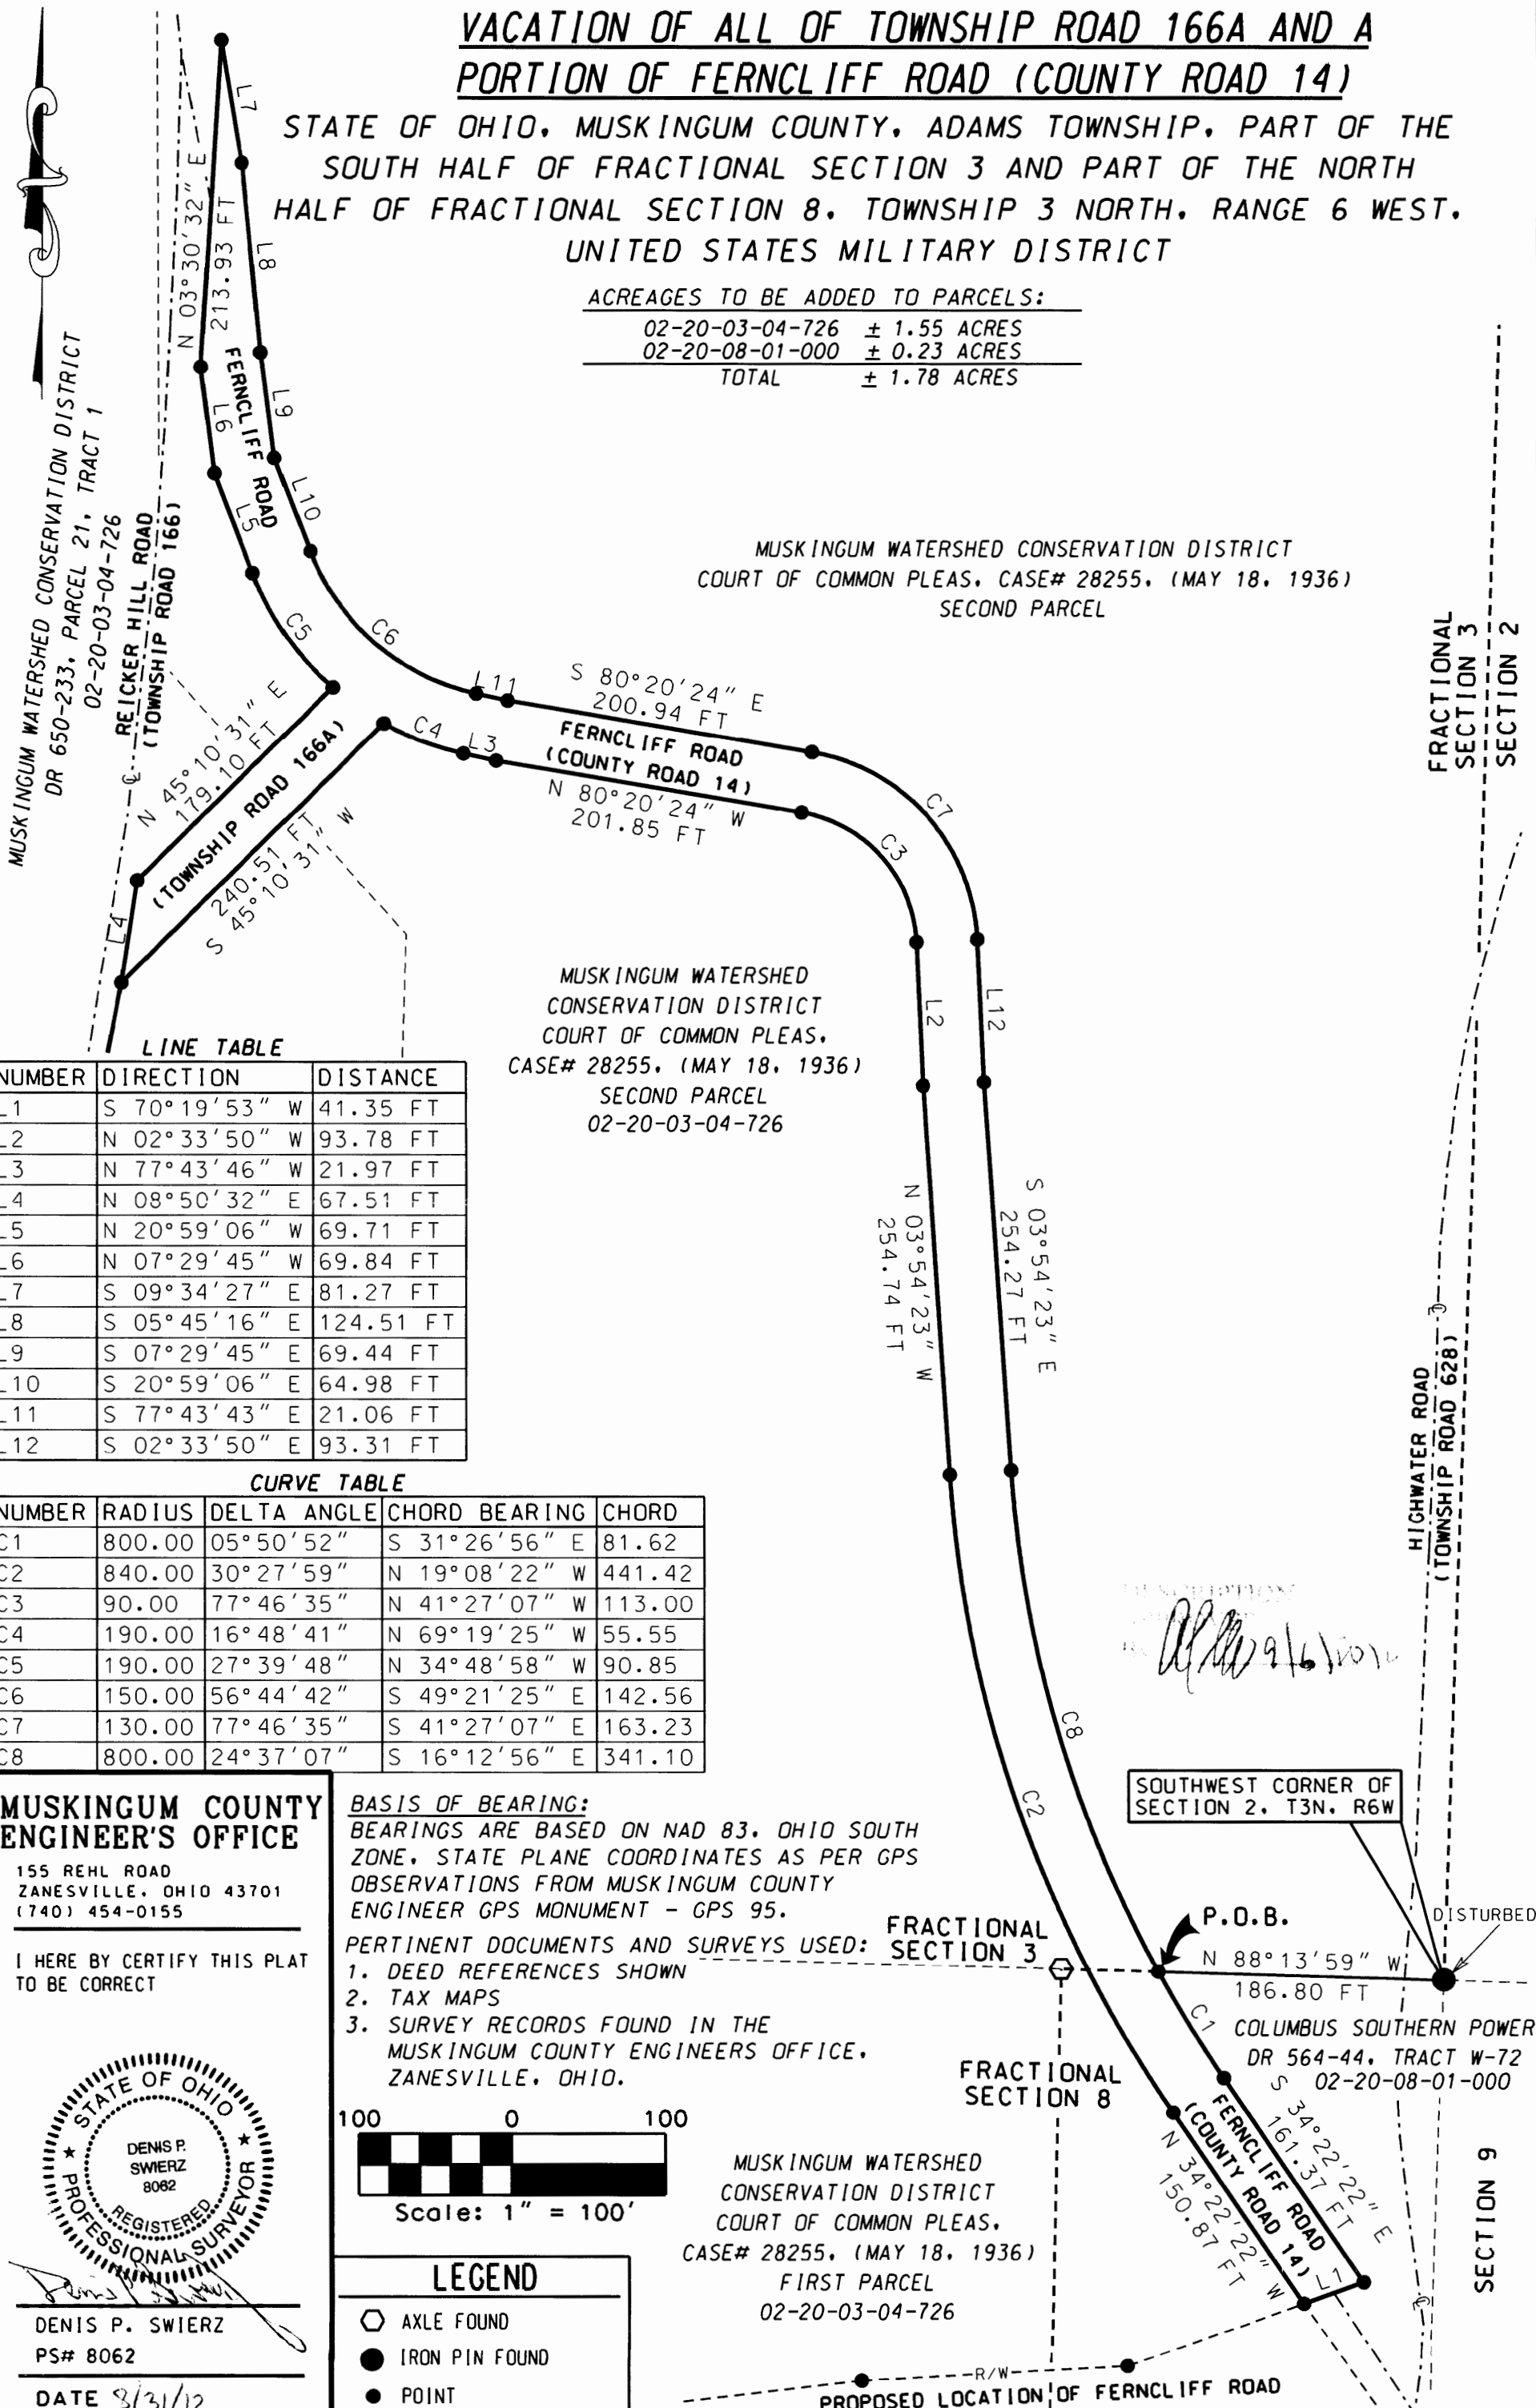 VACATION OF ALL OF TOWNSHIP ROAD 166A AND A
PORTION OF FERNCLIFF ROAD (COUNTY ROAD 14)
STATE OF OHIO, MUSKINGUM COUNTY, ADAMS TOWNSHIP, PART OF THE
SOUTH HALF OF FRACTIONAL SECTION 3 AND PART OF THE NORTH
HALF OF FRACTIONAL SECTION 8, TOWNSHIP 3 NORTH, RANGE 6 WEST,
UNITED STATES MILITARY DISTRICT
ACREAGES TO BE ADDED TO PARCELS:
02-20-03-04-726 ± 1.55 ACRES
02-20-08-01-000 ± 0.23 ACRES
TOTAL ± 1.78 ACRES
L7
N 03°30'32" E
213.93 FT
L8
FERNCLIFF ROAD
L9
L6
L10
L5
MUSKINGUM WATERSHED CONSERVATION DISTRICT
DR 650-233, PARCEL 21, TRACT 1
02-20-03-04-726
REICKER HILL ROAD
(TOWNSHIP ROAD 166)
C5
C6
MUSKINGUM WATERSHED CONSERVATION DISTRICT
COURT OF COMMON PLEAS, CASE# 28255, (MAY 18, 1936)
SECOND PARCEL
FRACTIONAL
SECTION 3
SECTION 2
L11
S 80°20'24" E
200.94 FT
FERNCLIFF ROAD
(COUNTY ROAD 14)
N 80°20'24" W
201.85 FT
C4
L3
C7
C3
N 45°10'31" E
179.10 FT
(TOWNSHIP ROAD 166A)
240.51 FT
S 45°10'31" W
L4
L2
L12
MUSKINGUM WATERSHED
CONSERVATION DISTRICT
COURT OF COMMON PLEAS,
CASE# 28255, (MAY 18, 1936)
SECOND PARCEL
02-20-03-04-726
LINE TABLE
NUMBER DIRECTION DISTANCE
L1 S 70°19'53" W 41.35 FT
L2 N 02°33'50" W 93.78 FT
L3 N 77°43'46" W 21.97 FT
L4 N 08°50'32" E 67.51 FT
L5 N 20°59'06" W 69.71 FT
L6 N 07°29'45" W 69.84 FT
L7 S 09°34'27" E 81.27 FT
L8 S 05°45'16" E 124.51 FT
L9 S 07°29'45" E 69.44 FT
L10 S 20°59'06" E 64.98 FT
L11 S 77°43'43" E 21.06 FT
L12 S 02°33'50" E 93.31 FT
N 03°54'23" W
254.74 FT
S 03°54'23" E
254.27 FT
HIGHWATER ROAD
(TOWNSHIP ROAD 628)
CURVE TABLE
NUMBER RADIUS DELTA ANGLE CHORD BEARING CHORD
C1 800.00 05°50'52" S 31°26'56" E 81.62
C2 840.00 30°27'59" N 19°08'22" W 441.42
C3 90.00 77°46'35" N 41°27'07" W 113.00
C4 190.00 16°48'41" N 69°19'25" W 55.55
C5 190.00 27°39'48" N 34°48'58" W 90.85
C6 150.00 56°44'42" S 49°21'25" E 142.56
C7 130.00 77°46'35" S 41°27'07" E 163.23
C8 800.00 24°37'07" S 16°12'56" E 341.10
DESCRIPTION
C8
C2
SOUTHWEST CORNER OF
SECTION 2, T3N, R6W
MUSKINGUM COUNTY
ENGINEER'S OFFICE
155 REHL ROAD
ZANESVILLE, OHIO 43701
(740) 454-0155
I HERE BY CERTIFY THIS PLAT
TO BE CORRECT
BASIS OF BEARING:
BEARINGS ARE BASED ON NAD 83, OHIO SOUTH
ZONE, STATE PLANE COORDINATES AS PER GPS
OBSERVATIONS FROM MUSKINGUM COUNTY
ENGINEER GPS MONUMENT - GPS 95.
PERTINENT DOCUMENTS AND SURVEYS USED:
1. DEED REFERENCES SHOWN
2. TAX MAPS
3. SURVEY RECORDS FOUND IN THE
MUSKINGUM COUNTY ENGINEERS OFFICE,
ZANESVILLE, OHIO.
FRACTIONAL
SECTION 3
P.O.B.
DISTURBED
N 88°13'59" W
186.80 FT
C1
COLUMBUS SOUTHERN POWER
DR 564-44, TRACT W-72
02-20-08-01-000
FRACTIONAL
SECTION 8
S 34°22'22" E
161.37 FT
FERNCLIFF ROAD
(COUNTY ROAD 14)
N 34°22'22" W
150.87 FT
L1
SECTION 9
STATE OF OHIO
DENIS P.
SWIERZ
8062
REGISTERED
PROFESSIONAL SURVEYOR
100 0 100
Scale: 1" = 100'
MUSKINGUM WATERSHED
CONSERVATION DISTRICT
COURT OF COMMON PLEAS,
CASE# 28255, (MAY 18, 1936)
FIRST PARCEL
02-20-03-04-726
DENIS P. SWIERZ
PS# 8062
DATE 8/31/12
LEGEND
AXLE FOUND
IRON PIN FOUND
POINT
R/W
PROPOSED LOCATION OF FERNCLIFF ROAD